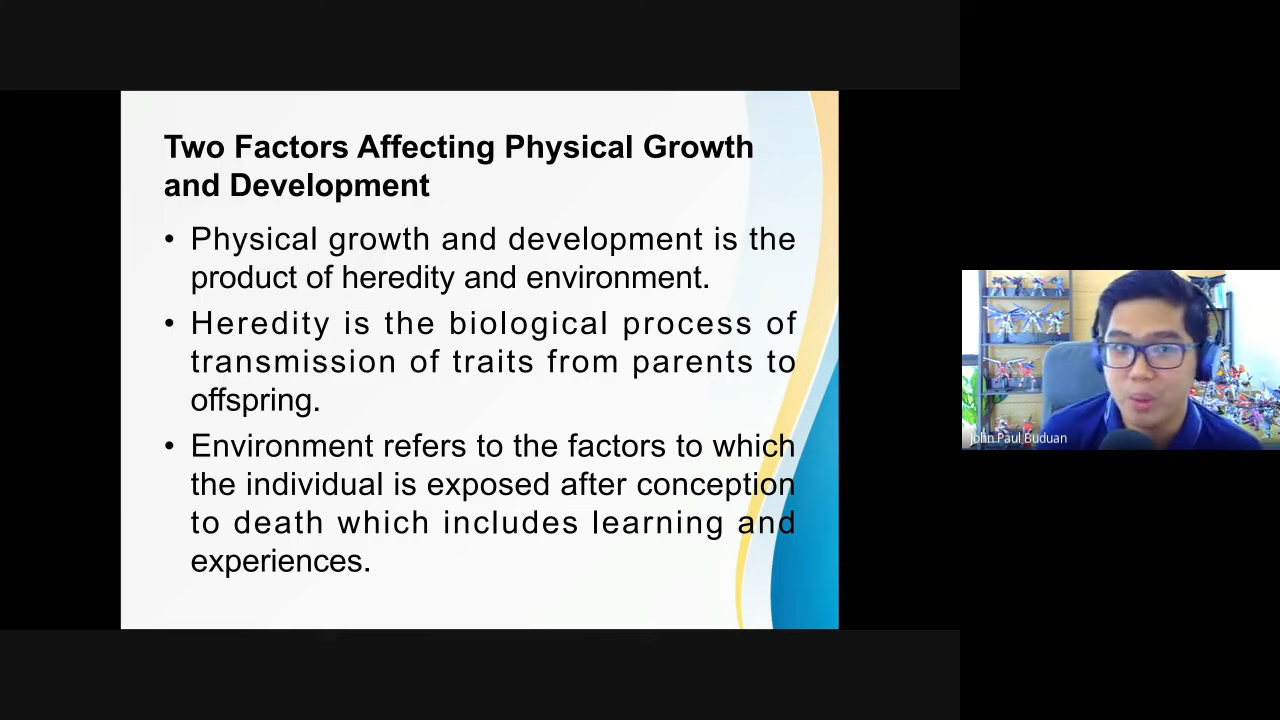 Two Factors Affecting Physical Growth
and Development
• Physical growth and development is the
product of heredity and environment.
• Heredity is the biological process of
transmission of traits from parents to
offspring.
• Environment refers to the factors to which
the individual is exposed after conception
to death which includes learning and
experiences.
John Paul Buduan